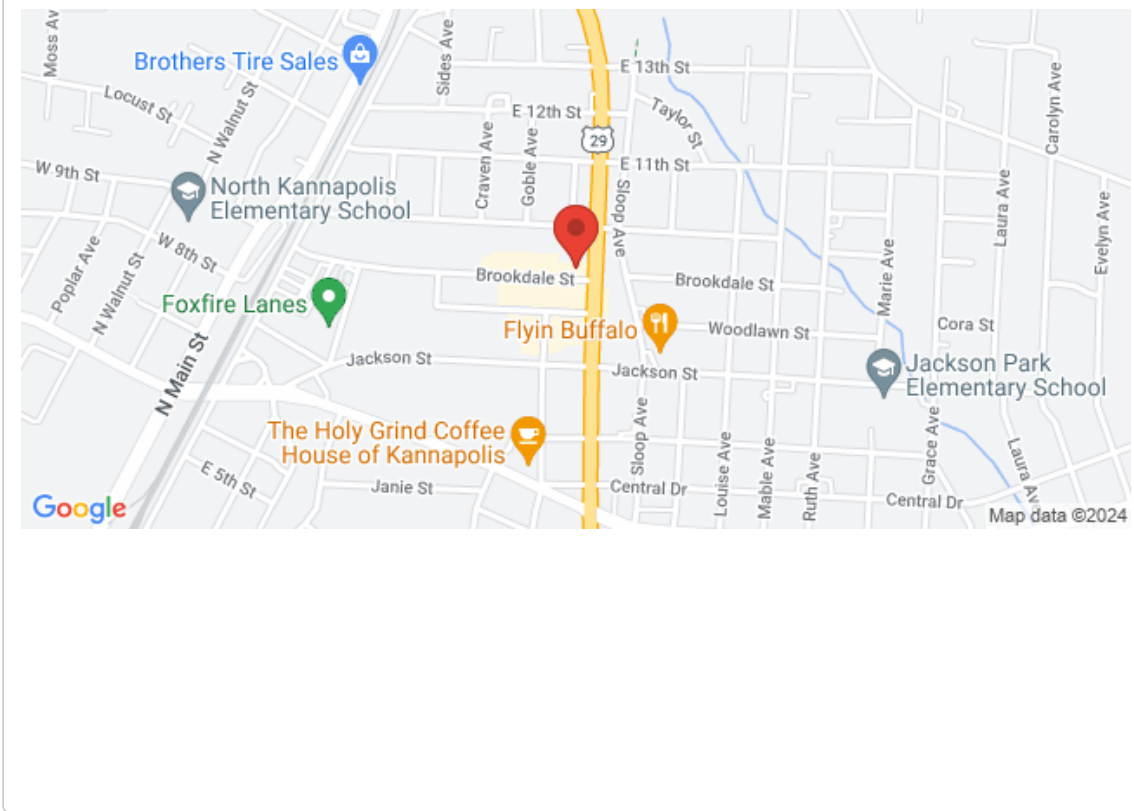 Moss Av
Brothers Tire Sales
Sides Ave
E 13th St
Carolyn Ave
Locust St
N Walnut St
E 12th St
Taylor St
29
Craven Ave
Goble Ave
E 11th St
W 9th St
North Kannapolis
Elementary School
Sloop Ave
Laura Ave
Evelyn Ave
Poplar Ave
W 8th St
N Walnut St
Brookdale St
Brookdale St
Marie Ave
Foxfire Lanes
Flyin Buffalo
Woodlawn St
Cora St
N Main St
Jackson St
Jackson St
Jackson Park
Elementary School
The Holy Grind Coffee
House of Kannapolis
Sloop Ave
Louise Ave
Mable Ave
Ruth Ave
Grace Ave
Laura Av
E 5th St
Janie St
Central Dr
Central Dr
Google
Map data ©2024